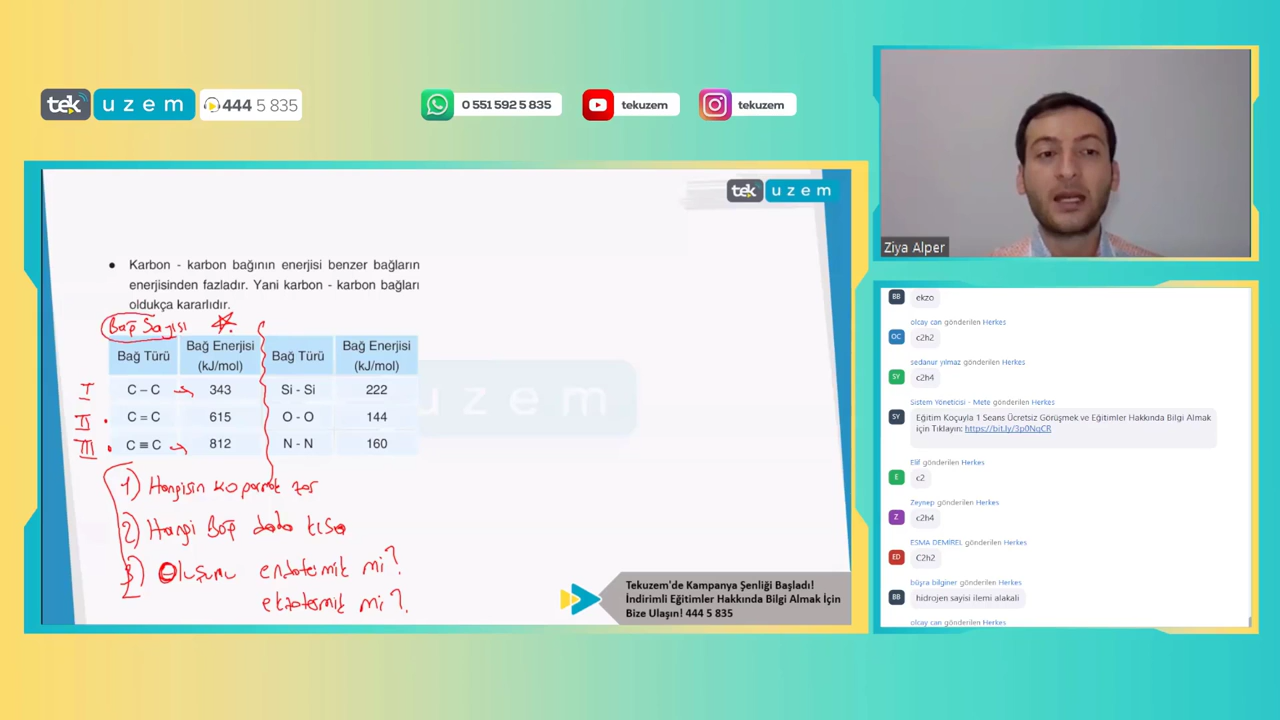 tek uzem 444 5 835
0 551 592 5 835
tekuzem
tekuzem
tek uzem
Ziya Alper
• Karbon - karbon bağının enerjisi benzer bağların
enerjisinden fazladır. Yani karbon - karbon bağları
oldukça kararlıdır.
Bağ Sayısı
Bağ Türü Bağ Enerjisi (kJ/mol) Bağ Türü Bağ Enerjisi (kJ/mol)
I C – C 343 Si - Si 222
II C = C 615 O - O 144
III C ≡ C 812 N - N 160
uzem
1) Hangisin koparmak zor
2) Hangi Bağ daha kısa
3) Oluşumu endotermik mi?
ekzotermik mi?
Tekuzem'de Kampanya Şenliği Başladı!
İndirimli Eğitimler Hakkında Bilgi Almak İçin
Bize Ulaşın! 444 5 835
BB ekzo
olcay can gönderilen Herkes
OC c2h2
sedanur yılmaz gönderilen Herkes
SY c2h4
Sistem Yöneticisi - Mete gönderilen Herkes
SY Eğitim Koçuyla 1 Seans Ücretsiz Görüşmek ve Eğitimler Hakkında Bilgi Almak
için Tıklayın: https://bit.ly/3p0NqCR
Elif gönderilen Herkes
E c2
Zeynep gönderilen Herkes
Z c2h4
ESMA DEMİREL gönderilen Herkes
ED C2h2
büşra bilginer gönderilen Herkes
BB hidrojen sayisi ilemi alakali
olcay can gönderilen Herkes